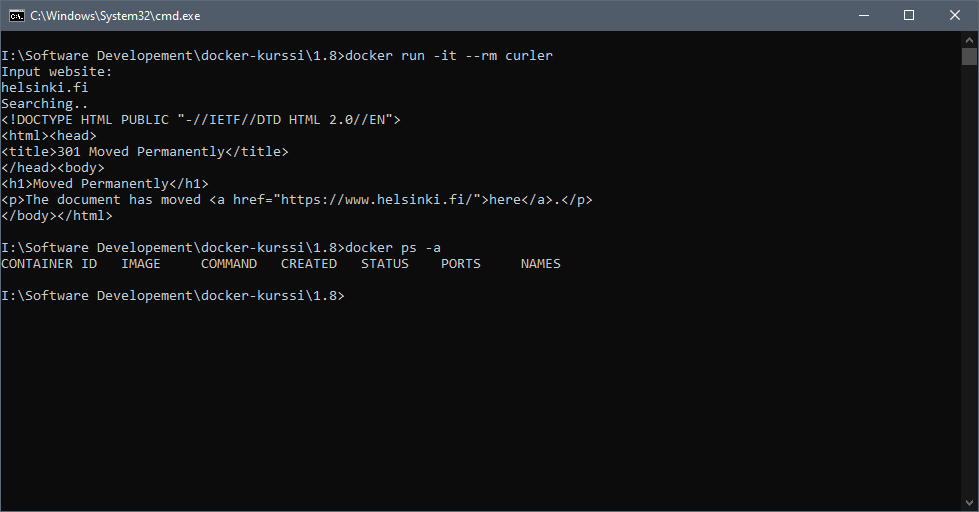 C:\Windows\System32\cmd.exe
I:\Software Developement\docker-kurssi\1.8>docker run -it --rm curler
Input website:
helsinki.fi
Searching..
<!DOCTYPE HTML PUBLIC "-//IETF//DTD HTML 2.0//EN">
<html><head>
<title>301 Moved Permanently</title>
</head><body>
<h1>Moved Permanently</h1>
<p>The document has moved <a href="https://www.helsinki.fi/">here</a>.</p>
</body></html>
I:\Software Developement\docker-kurssi\1.8>docker ps -a
CONTAINER ID   IMAGE     COMMAND   CREATED   STATUS    PORTS     NAMES
I:\Software Developement\docker-kurssi\1.8>